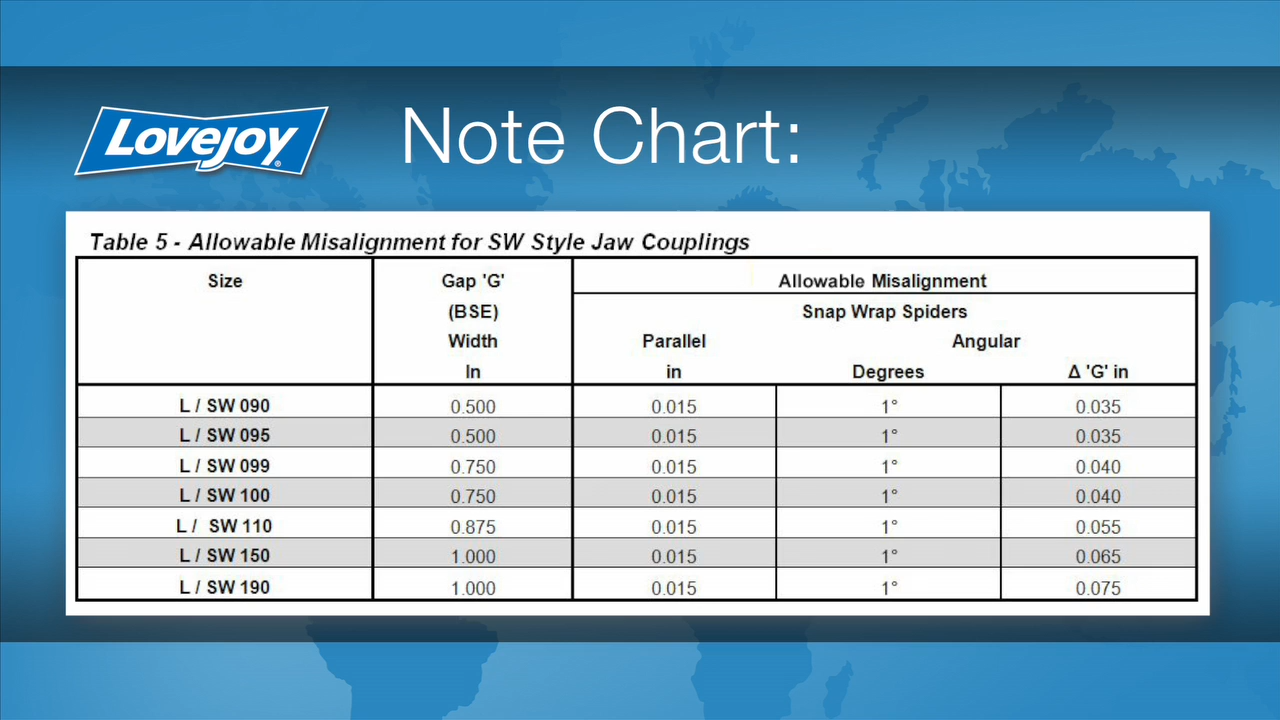 Lovejoy®
Note Chart:
Table 5 - Allowable Misalignment for SW Style Jaw Couplings
Size Gap 'G' Allowable Misalignment
(BSE) Snap Wrap Spiders
Width Parallel Angular
In in Degrees Δ 'G' in
L / SW 090 0.500 0.015 1° 0.035
L / SW 095 0.500 0.015 1° 0.035
L / SW 099 0.750 0.015 1° 0.040
L / SW 100 0.750 0.015 1° 0.040
L / SW 110 0.875 0.015 1° 0.055
L / SW 150 1.000 0.015 1° 0.065
L / SW 190 1.000 0.015 1° 0.075